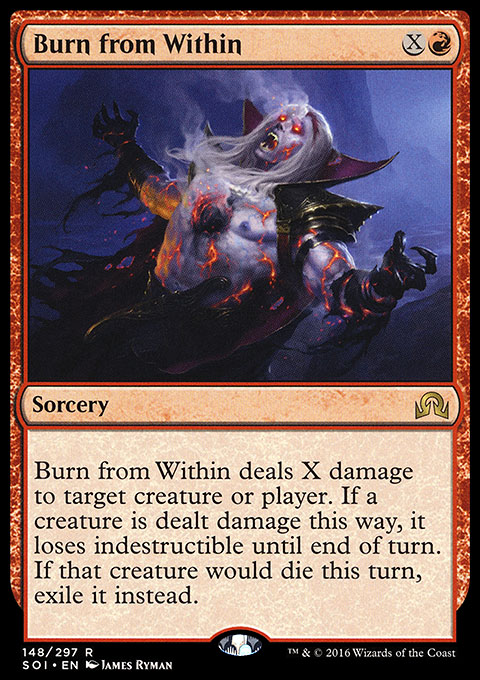 Burn from Within X
Sorcery
Burn from Within deals X damage
to target creature or player. If a
creature is dealt damage this way, it
loses indestructible until end of turn.
If that creature would die this turn,
exile it instead.
148/297 R
SOI • EN James Ryman
™ & © 2016 Wizards of the Coast